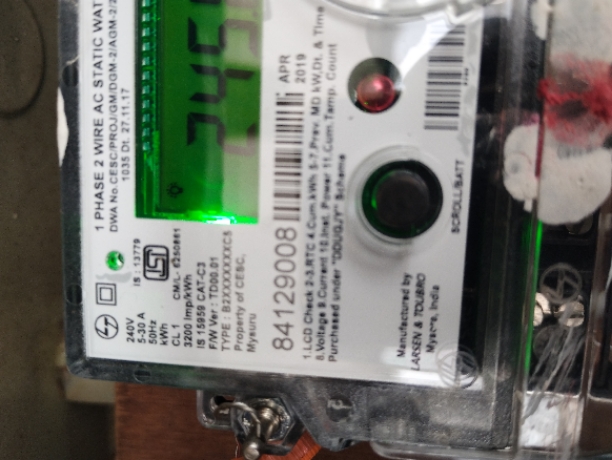 1 PHASE 2 WIRE AC STATIC WAT
DWA No.CESC/PROJ/GM/DGM-2/AGM-2/
1035 Dt. 27.11.17
245
IS : 13779
240V
5-30 A
50Hz
kWh
CL 1
CM/L- 6250861
3200 Imp/kWh
IS 15959 CAT-C3
F/W Ver : TD00.01
TYPE : B2XXXXXXXC5
Property of CESC,
Mysuru
84129008
APR
2019
1.LCD Check 2-3.RTC 4.Cum.kWh 5-7.Prev. MD kW,Dt. & Time
8.Voltage 9.Current 10.Inst. Power 11.Com.Tamp. Count
Purchased under "DDUGJY" Scheme
Manufactured by
LARSEN & TOUBRO
Mysore, India
SCROLL/BATT